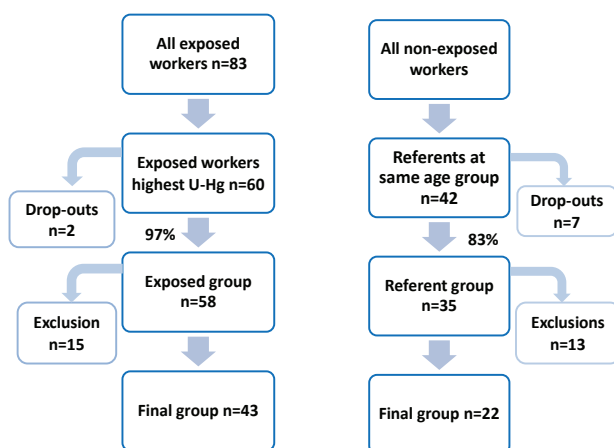 All exposed
workers n=83
Exposed workers
highest U-Hg n=60
Drop-outs
n=2
97%
Exposed group
n=58
Exclusion
n=15
Final group n=43
All non-exposed
workers
Referents at
same age group
n=42
Drop-outs
n=7
83%
Referent group
n=35
Exclusions
n=13
Final group n=22